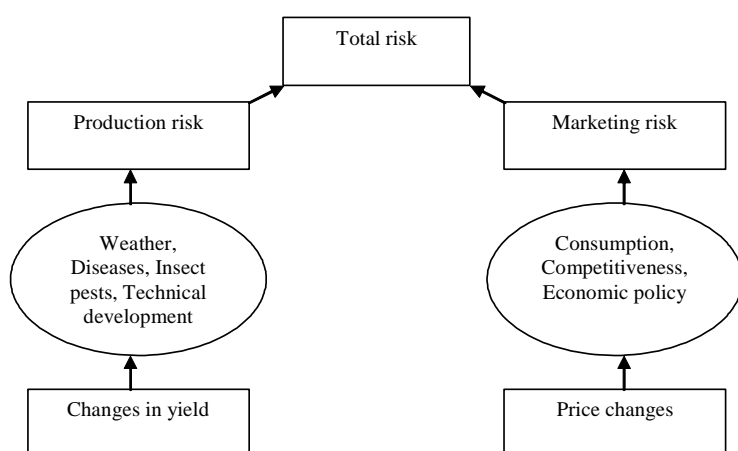 Total risk
Production risk
Marketing risk
Weather,
Diseases, Insect
pests, Technical
development
Consumption,
Competitiveness,
Economic policy
Changes in yield
Price changes